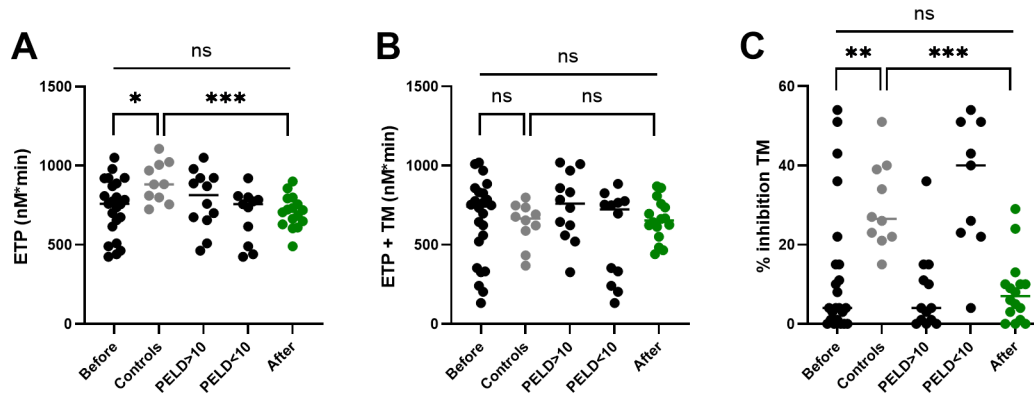 A
ns
*
***
ETP (nM*min)
1500
1000
500
0
Before
Controls
PELD>10
PELD<10
After
B
ns
ns
ns
ETP + TM (nM*min)
1500
1000
500
0
Before
Controls
PELD>10
PELD<10
After
C
ns
**
***
% inhibition TM
60
40
20
0
Before
Controls
PELD>10
PELD<10
After